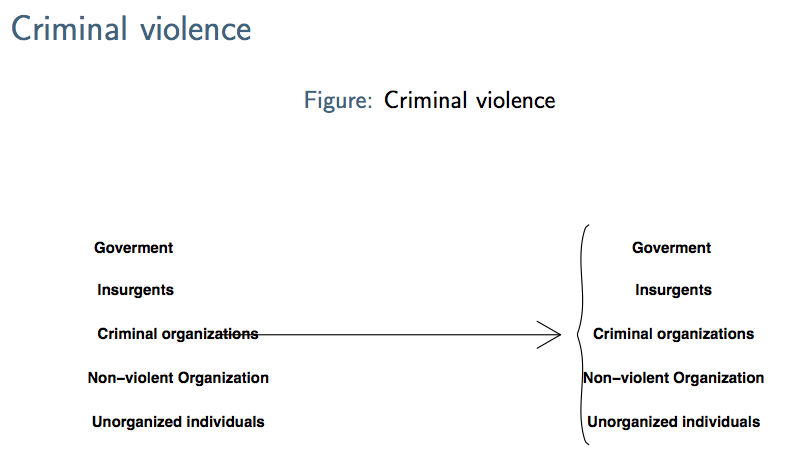 Criminal violence
Figure: Criminal violence
Goverment Goverment
Insurgents Insurgents
Criminal organizations Criminal organizations
Non−violent Organization Non−violent Organization
Unorganized individuals Unorganized individuals